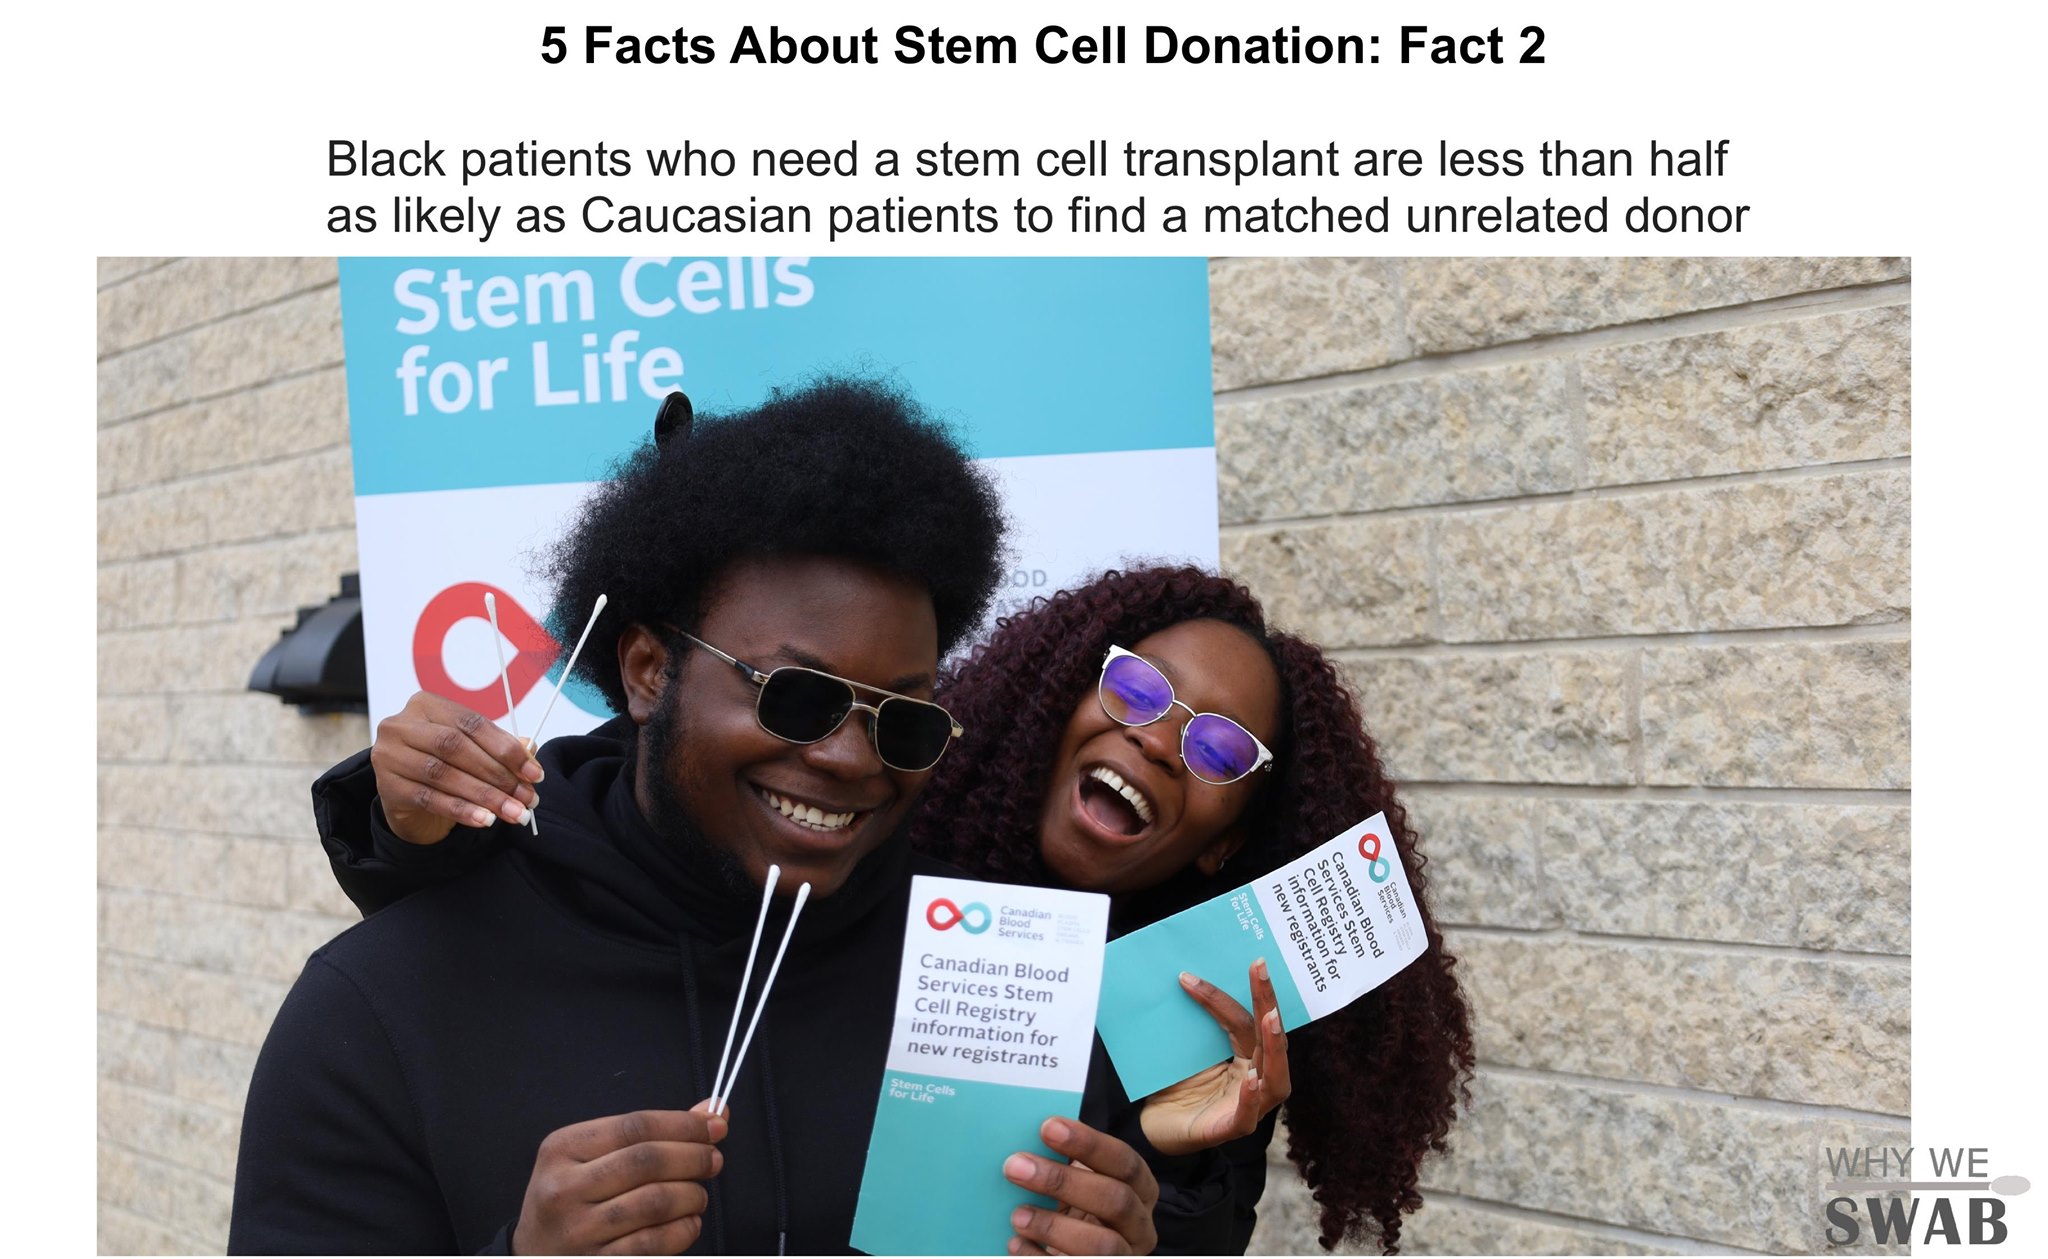 5 Facts About Stem Cell Donation: Fact 2
Black patients who need a stem cell transplant are less than half
as likely as Caucasian patients to find a matched unrelated donor
Stem Cells
for Life
Canadian
Blood
Services
Canadian Blood
Services Stem
Cell Registry
information for
new registrants
Stem Cells
for Life
Canadian
Blood
Services
Canadian Blood
Services Stem
Cell Registry
information for
new registrants
Stem Cells
for Life
WHY WE
SWAB